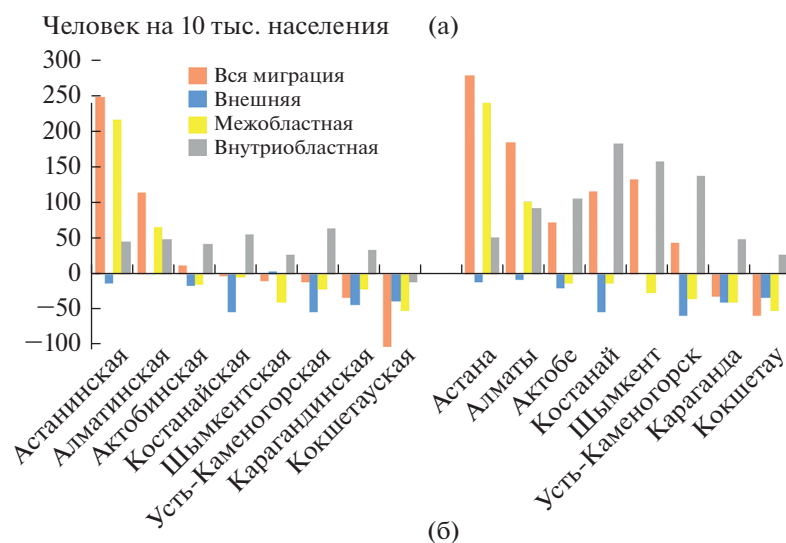 Человек на 10 тыс. населения (а)
300
250
200
150
100
50
0
−50
−100
Вся миграция
Внешняя
Межобластная
Внутриобластная
Астанинская
Алматинская
Актобинская
Костанайская
Шымкентская
Усть-Каменогорская
Карагандинская
Кокшетауская
Астана
Алматы
Актобе
Костанай
Шымкент
Усть-Каменогорск
Караганда
Кокшетау
(б)